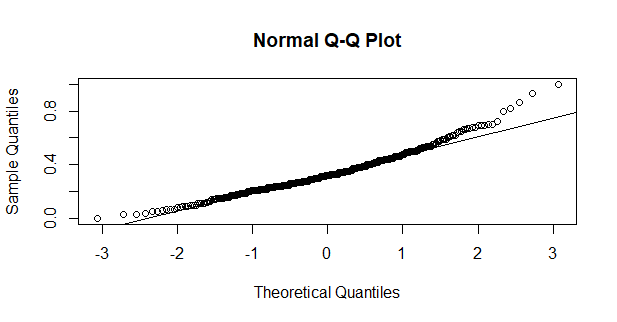 Normal Q-Q Plot
Sample Quantiles
0.8
0.4
0.0
-3 -2 -1 0 1 2 3
Theoretical Quantiles